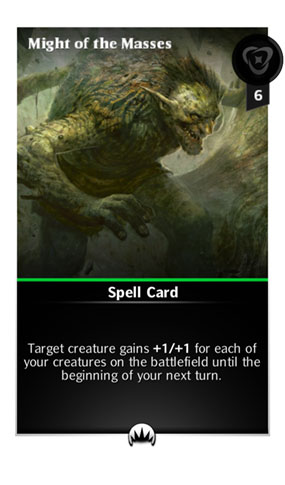 Might of the Masses
6
Spell Card
Target creature gains +1/+1 for each of
your creatures on the battlefield until the
beginning of your next turn.